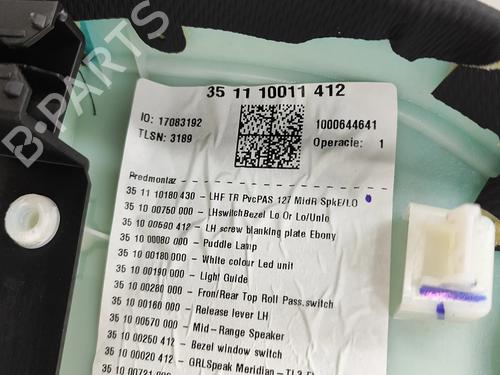 35 11 10011 412
IO: 17083192
1000644641
TLSN: 3189
Operacie: 1
Predmontaz
35 11 10180 430 - LHF TR PvcPAS 127 MidR SpkE/LO
35 10 00750 000 - LHswitchBezel Lo Or Lo/Unlo
35 10 00590 412 - LH screw blanking plate Ebony
35 10 00080 000 - Puddle Lamp
35 10 00180 000 - White colour Led unit
35 10 00190 000 - Light Guide
35 10 00280 000 - Fron/Rear Top Roll Pass.switch
35 10 00160 000 - Release lever LH
35 10 00570 000 - Mid-Range Speaker
35 10 00250 412 - Bezel window switch
35 10 00020 412 - GRLSpeak Meridian -
B-PARTS